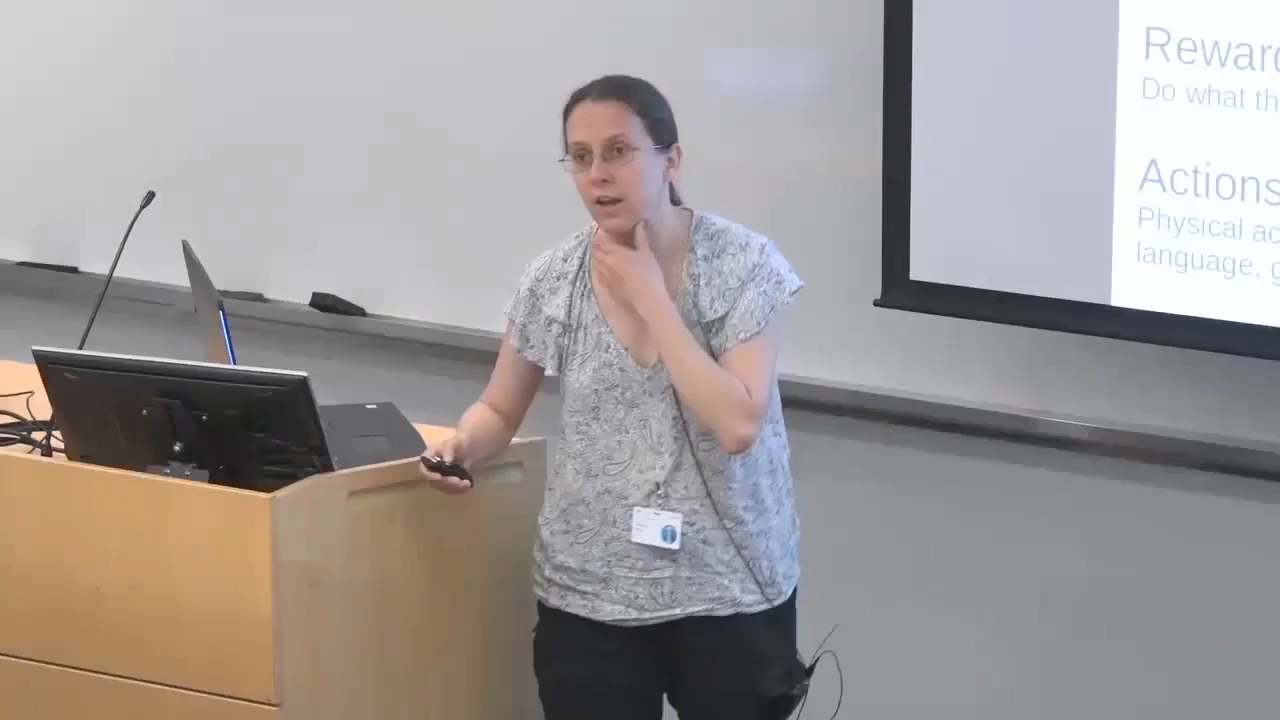 Reward
Do what th
Actions
Physical ac
language, g